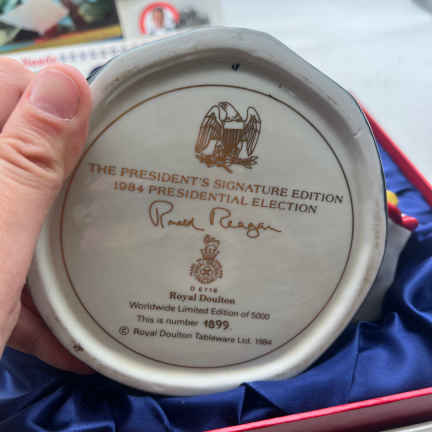 THE PRESIDENT'S SIGNATURE EDITION
1984 PRESIDENTIAL ELECTION
Ronald Reagan
D 6718
Royal Doulton
Worldwide Limited Edition of 5000
This is number 1899
© Royal Doulton Tableware Ltd. 1984